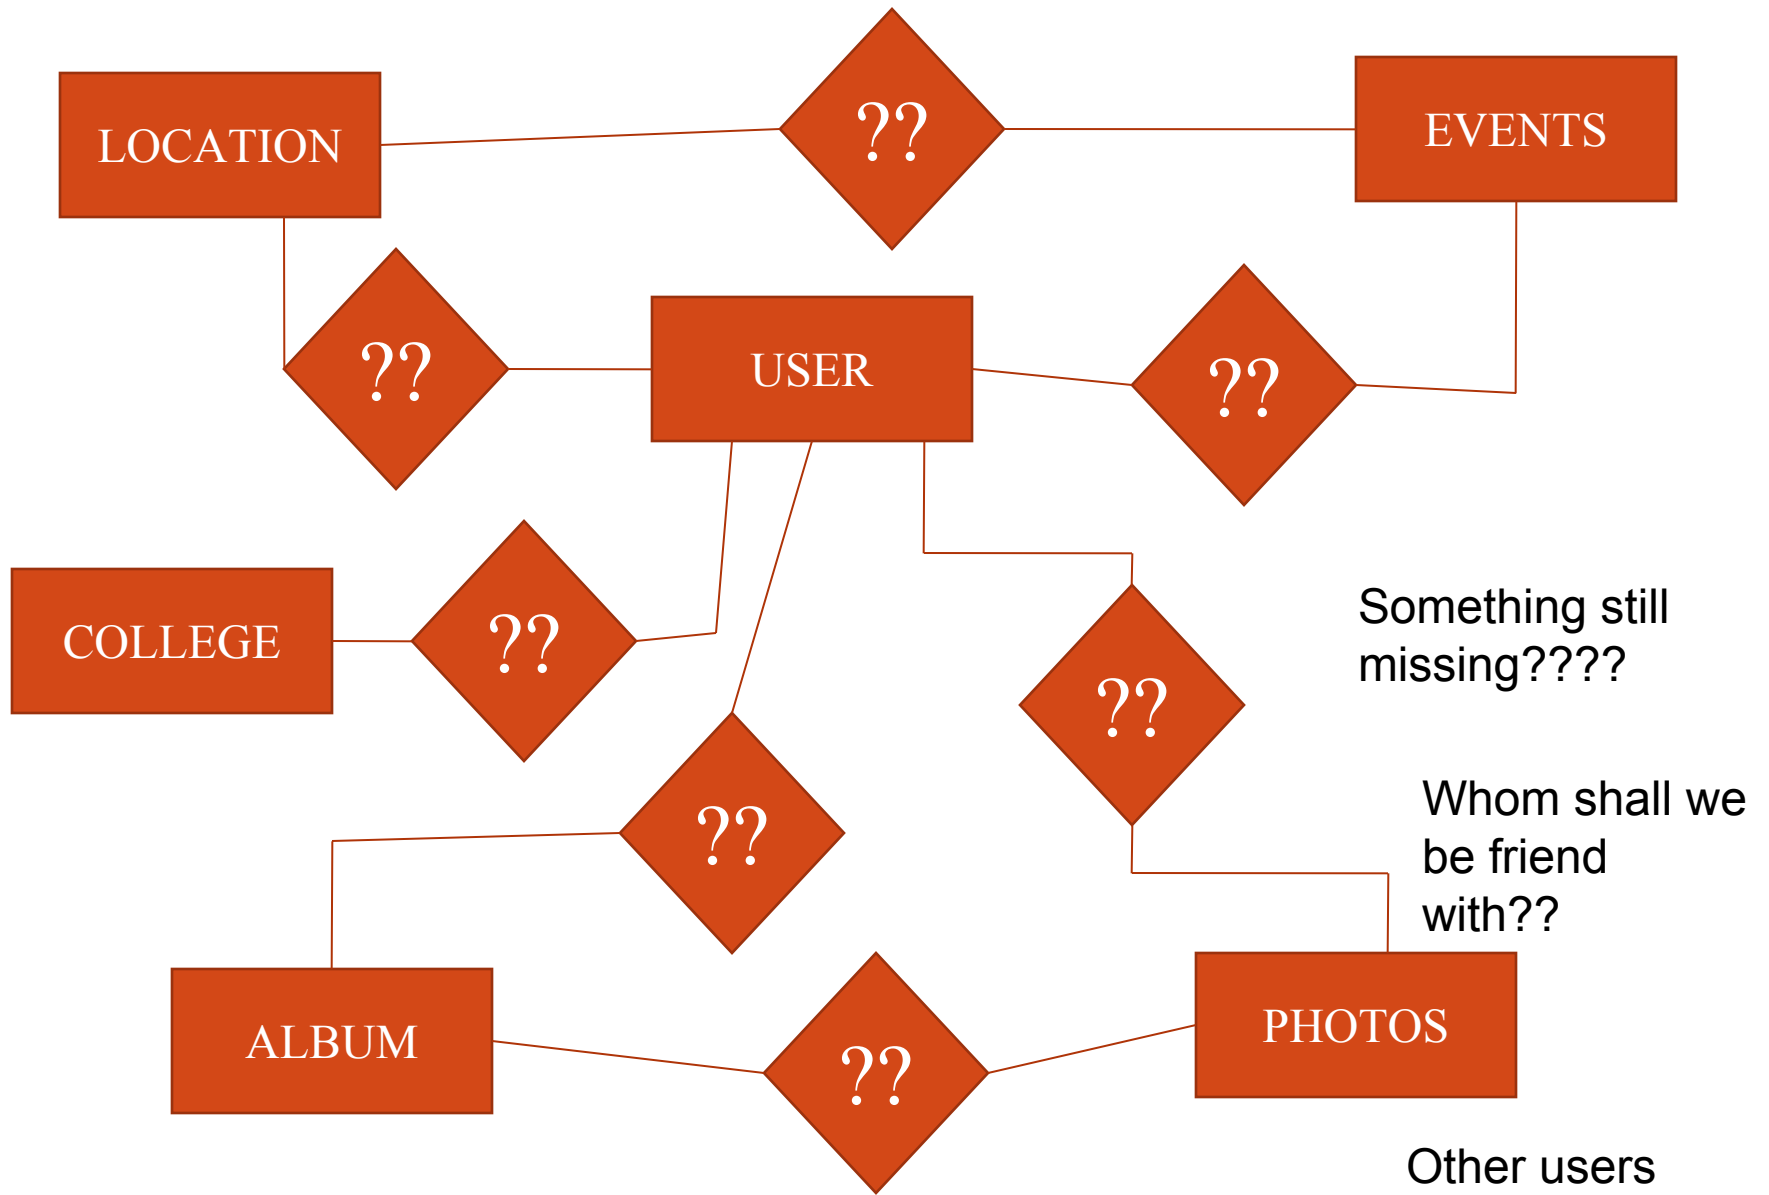 LOCATION
??
EVENTS
??
USER
??
COLLEGE
??
??
Something still
missing????
??
Whom shall we
be friend
with??
ALBUM
??
PHOTOS
Other users